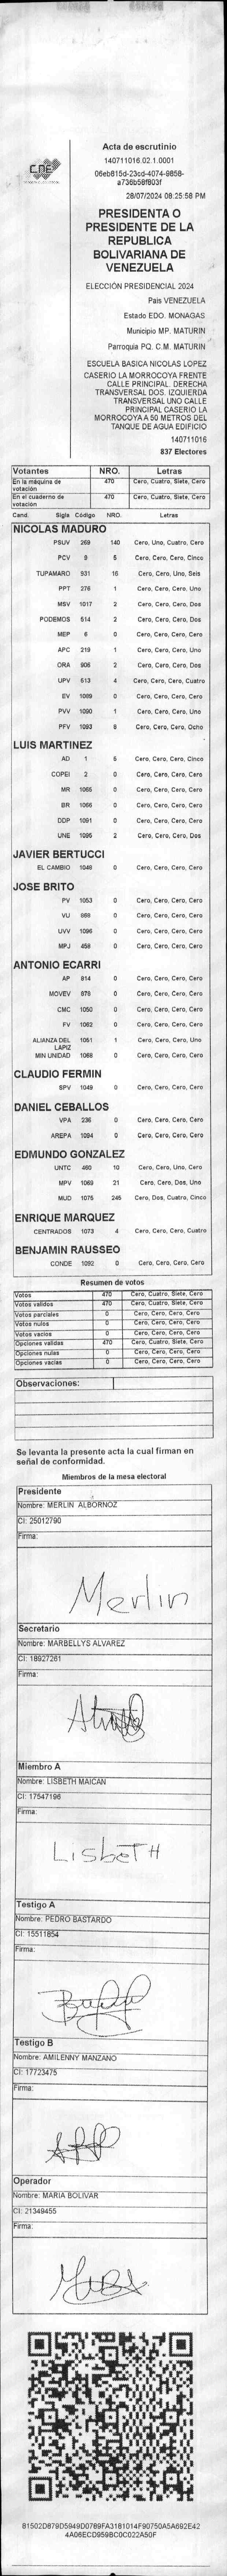 CNE
Acta de escrutinio
140711016.02.1.0001
06eb815d-23cd-4074-9858-
a736b58f803f
28/07/2024 08:25:58 PM
PRESIDENTA O
PRESIDENTE DE LA
REPUBLICA
BOLIVARIANA DE
VENEZUELA
ELECCIÓN PRESIDENCIAL 2024
Pais VENEZUELA
Estado EDO. MONAGAS
Municipio MP. MATURIN
Parroquia PQ. C.M. MATURIN
ESCUELA BASICA NICOLAS LOPEZ
CASERIO LA MORROCOYA FRENTE
CALLE PRINCIPAL. DERECHA
TRANSVERSAL DOS. IZQUIERDA
TRANSVERSAL UNO CALLE
PRINCIPAL CASERIO LA
MORROCOYA A 50 METROS DEL
TANQUE DE AGUA EDIFICIO
140711016
837 Electores
Votantes NRO. Letras
En la máquina de votación 470 Cero, Cuatro, Siete, Cero
En el cuaderno de votación 470 Cero, Cuatro, Siete, Cero
Cand. Sigla Código NRO. Letras
NICOLAS MADURO
PSUV 269 140 Cero, Uno, Cuatro, Cero
PCV 9 5 Cero, Cero, Cero, Cinco
TUPAMARO 931 16 Cero, Cero, Uno, Seis
PPT 276 1 Cero, Cero, Cero, Uno
MSV 1017 2 Cero, Cero, Cero, Dos
PODEMOS 514 2 Cero, Cero, Cero, Dos
MEP 6 0 Cero, Cero, Cero, Cero
APC 219 1 Cero, Cero, Cero, Uno
ORA 906 2 Cero, Cero, Cero, Dos
UPV 613 4 Cero, Cero, Cero, Cuatro
EV 1089 0 Cero, Cero, Cero, Cero
PVV 1090 1 Cero, Cero, Cero, Uno
PFV 1093 8 Cero, Cero, Cero, Ocho
LUIS MARTINEZ
AD 1 5 Cero, Cero, Cero, Cinco
COPEI 2 0 Cero, Cero, Cero, Cero
MR 1065 0 Cero, Cero, Cero, Cero
BR 1066 0 Cero, Cero, Cero, Cero
DDP 1091 0 Cero, Cero, Cero, Cero
UNE 1095 2 Cero, Cero, Cero, Dos
JAVIER BERTUCCI
EL CAMBIO 1048 0 Cero, Cero, Cero, Cero
JOSE BRITO
PV 1053 0 Cero, Cero, Cero, Cero
VU 868 0 Cero, Cero, Cero, Cero
UVV 1096 0 Cero, Cero, Cero, Cero
MPJ 458 0 Cero, Cero, Cero, Cero
ANTONIO ECARRI
AP 814 0 Cero, Cero, Cero, Cero
MOVEV 978 0 Cero, Cero, Cero, Cero
CMC 1050 0 Cero, Cero, Cero, Cero
FV 1082 0 Cero, Cero, Cero, Cero
ALIANZA DEL LAPIZ 1051 1 Cero, Cero, Cero, Uno
MIN UNIDAD 1068 0 Cero, Cero, Cero, Cero
CLAUDIO FERMIN
SPV 1049 0 Cero, Cero, Cero, Cero
DANIEL CEBALLOS
VPA 236 0 Cero, Cero, Cero, Cero
AREPA 1094 0 Cero, Cero, Cero, Cero
EDMUNDO GONZALEZ
UNTC 460 10 Cero, Cero, Uno, Cero
MPV 1069 21 Cero, Cero, Dos, Uno
MUD 1075 245 Cero, Dos, Cuatro, Cinco
ENRIQUE MARQUEZ
CENTRADOS 1073 4 Cero, Cero, Cero, Cuatro
BENJAMIN RAUSSEO
CONDE 1092 0 Cero, Cero, Cero, Cero
Resumen de votos
Votos 470 Cero, Cuatro, Siete, Cero
Votos validos 470 Cero, Cuatro, Siete, Cero
Votos parciales 0 Cero, Cero, Cero, Cero
Votos nulos 0 Cero, Cero, Cero, Cero
Votos vacios 0 Cero, Cero, Cero, Cero
Opciones validas 470 Cero, Cuatro, Siete, Cero
Opciones nulas 0 Cero, Cero, Cero, Cero
Opciones vacias 0 Cero, Cero, Cero, Cero
Observaciones:
Se levanta la presente acta la cual firman en
señal de conformidad.
Miembros de la mesa electoral
Presidente
Nombre: MERLIN ALBORNOZ
CI: 25012790
Firma:
Merlin
Secretario
Nombre: MARBELLYS ALVAREZ
CI: 18927261
Firma:
Miembro A
Nombre: LISBETH MAICAN
CI: 17547196
Firma:
LisbeTH
Testigo A
Nombre: PEDRO BASTARDO
CI: 15511854
Firma:
Testigo B
Nombre: AMILENNY MANZANO
CI: 17723475
Firma:
Operador
Nombre: MARIA BOLIVAR
CI: 21349455
Firma:
81502D879D5949D0789FA3181014F90750A5A692E42
4A06ECD959BC0C022A50F